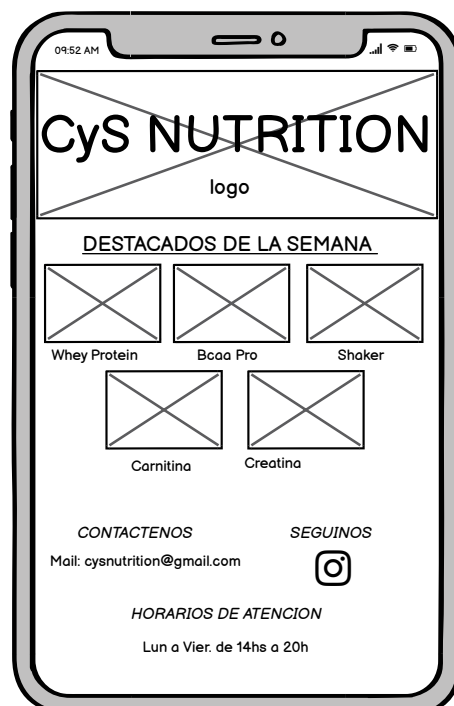 09:52 AM
CyS NUTRITION
logo
DESTACADOS DE LA SEMANA
Whey Protein
Bcaa Pro
Shaker
Carnitina
Creatina
CONTACTENOS
SEGUINOS
Mail: cysnutrition@gmail.com
HORARIOS DE ATENCION
Lun a Vier. de 14hs a 20h